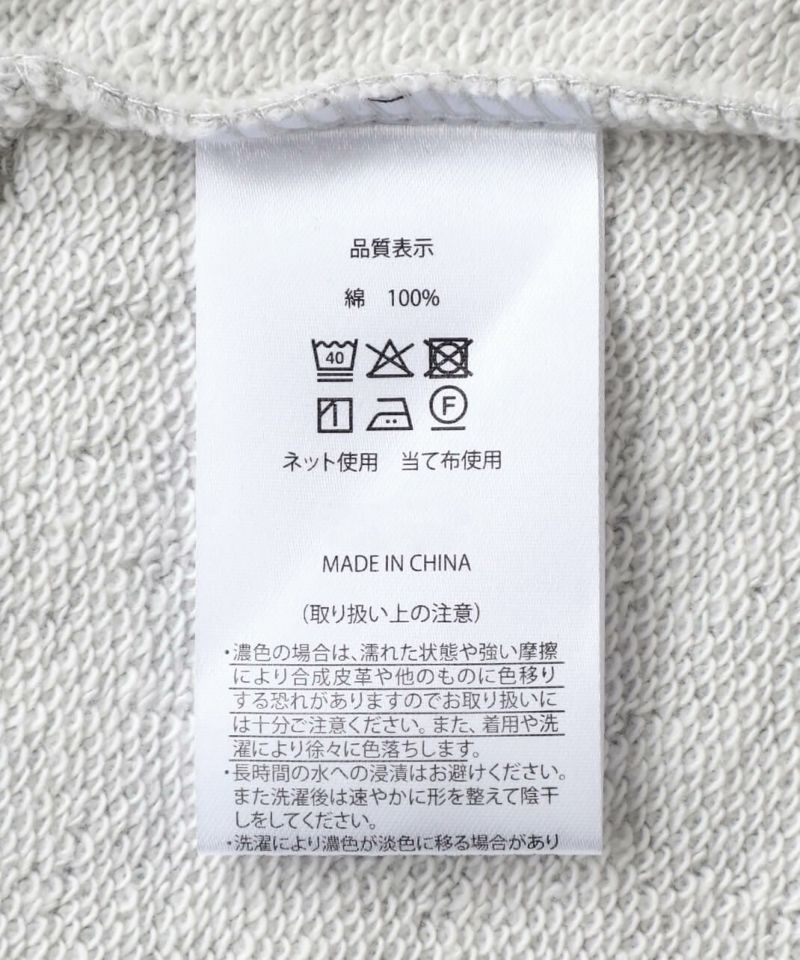 品質表示
綿　100%
40
F
ネット使用　当て布使用
MADE IN CHINA
（取り扱い上の注意）
・濃色の場合は、濡れた状態や強い摩擦
により合成皮革や他のものに色移り
する恐れがありますのでお取り扱いに
は十分ご注意ください。また、着用や洗
濯により徐々に色落ちします。
・長時間の水への浸漬はお避けください。
また洗濯後は速やかに形を整えて陰干
しをしてください。
・洗濯により濃色が淡色に移る場合があり